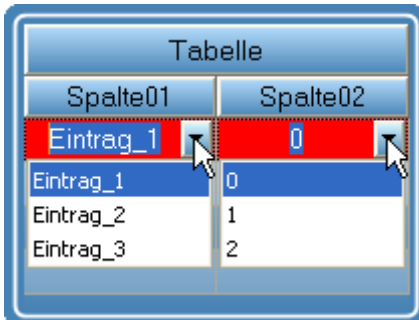 Tabelle
Spalte01 Spalte02
Eintrag_1 0
Eintrag_1 0
Eintrag_2 1
Eintrag_3 2